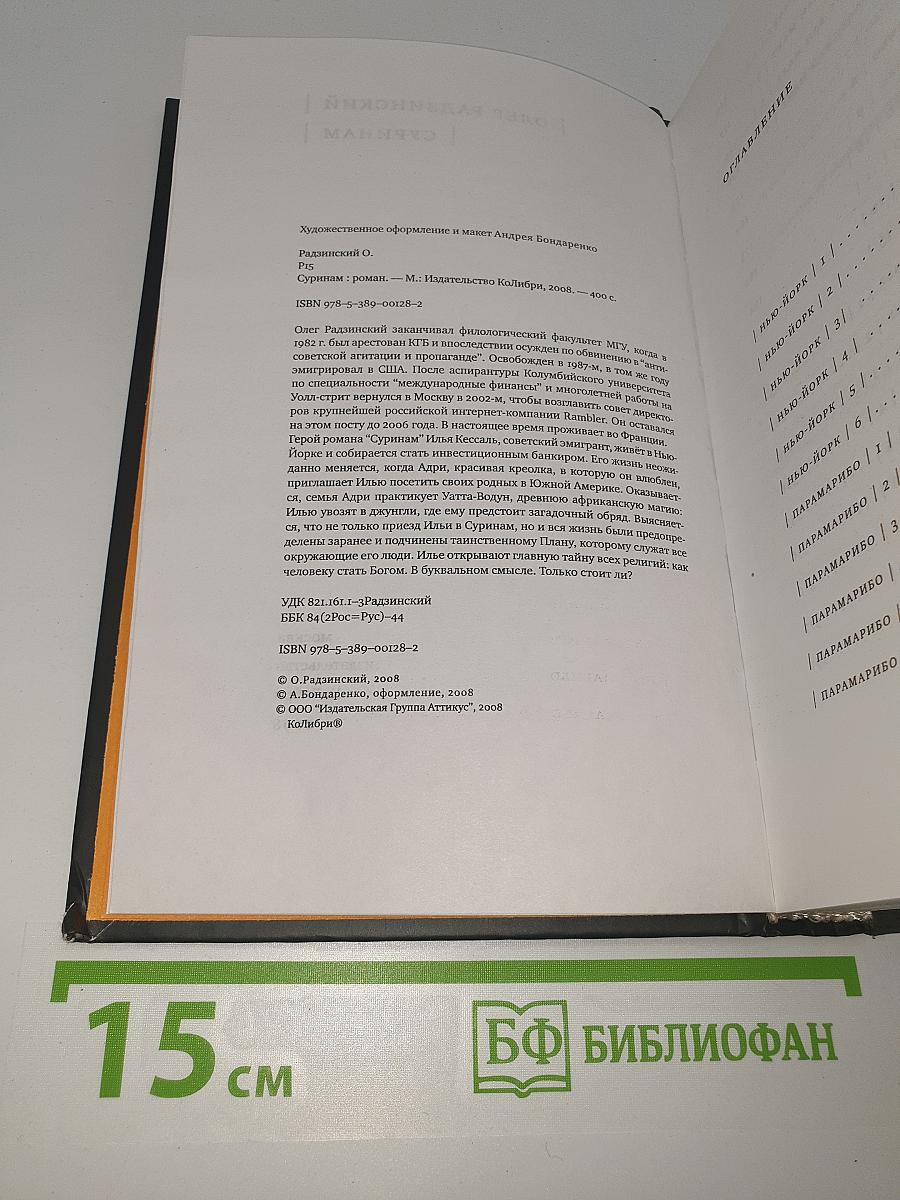 Художественное оформление и макет Андрея Бондаренко
Радзинский О.
Р15
Суринам : роман. — М.: Издательство КоЛибри, 2008. — 400 с.
ISBN 978–5–389–00128–2
Олег Радзинский заканчивал филологический факультет МГУ, когда в
1982 г. был арестован КГБ и впоследствии осужден по обвинению в “анти-
советской агитации и пропаганде”. Освобожден в 1987-м, в том же году
эмигрировал в США. После аспирантуры Колумбийского университета
по специальности “международные финансы” и многолетней работы на
Уолл-стрит вернулся в Москву в 2002-м, чтобы возглавить совет директо-
ров крупнейшей российской интернет-компании Rambler. Он оставался
на этом посту до 2006 года. В настоящее время проживает во Франции.
Герой романа “Суринам” Илья Кессаль, советский эмигрант, живёт в Нью-
Йорке и собирается стать инвестиционным банкиром. Его жизнь неожи-
данно меняется, когда Адри, красивая креолка, в которую он влюблен,
приглашает Илью посетить своих родных в Южной Америке. Оказывает-
ся, семья Адри практикует Уатта-Водун, древнюю африканскую магию:
Илью увозят в джунгли, где ему предстоит загадочный обряд. Выясняет-
ся, что не только приезд Ильи в Суринам, но и вся жизнь были предопре-
делены заранее и подчинены таинственному Плану, которому служат все
окружающие его люди. Илье открывают главную тайну всех религий: как
человеку стать Богом. В буквальном смысле. Только стоит ли?
УДК 821.161.1–3Радзинский
ББК 84(2Рос=Рус)–44
ISBN 978–5–389–00128–2
© О.Радзинский, 2008
© А.Бондаренко, оформление, 2008
© ООО “Издательская Группа Аттикус”, 2008
КоЛибри®
ОГЛАВЛЕНИЕ
| НЬЮ-ЙОРК | 1 | . . . . . .
| НЬЮ-ЙОРК | 2 | . . . . . .
| НЬЮ-ЙОРК | 3 | . . . . .
| НЬЮ-ЙОРК | 4 | . . . . .
| НЬЮ-ЙОРК | 5 | . . . .
| НЬЮ-ЙОРК | 6 | . . .
| ПАРАМАРИБО | 1 |
| ПАРАМАРИБО | 2 |
| ПАРАМАРИБО | 3
| ПАРАМАРИБО |
| ПАРАМАРИБО |
| ПАРАМАРИБО
15 см
БФ БИБЛИОФАН